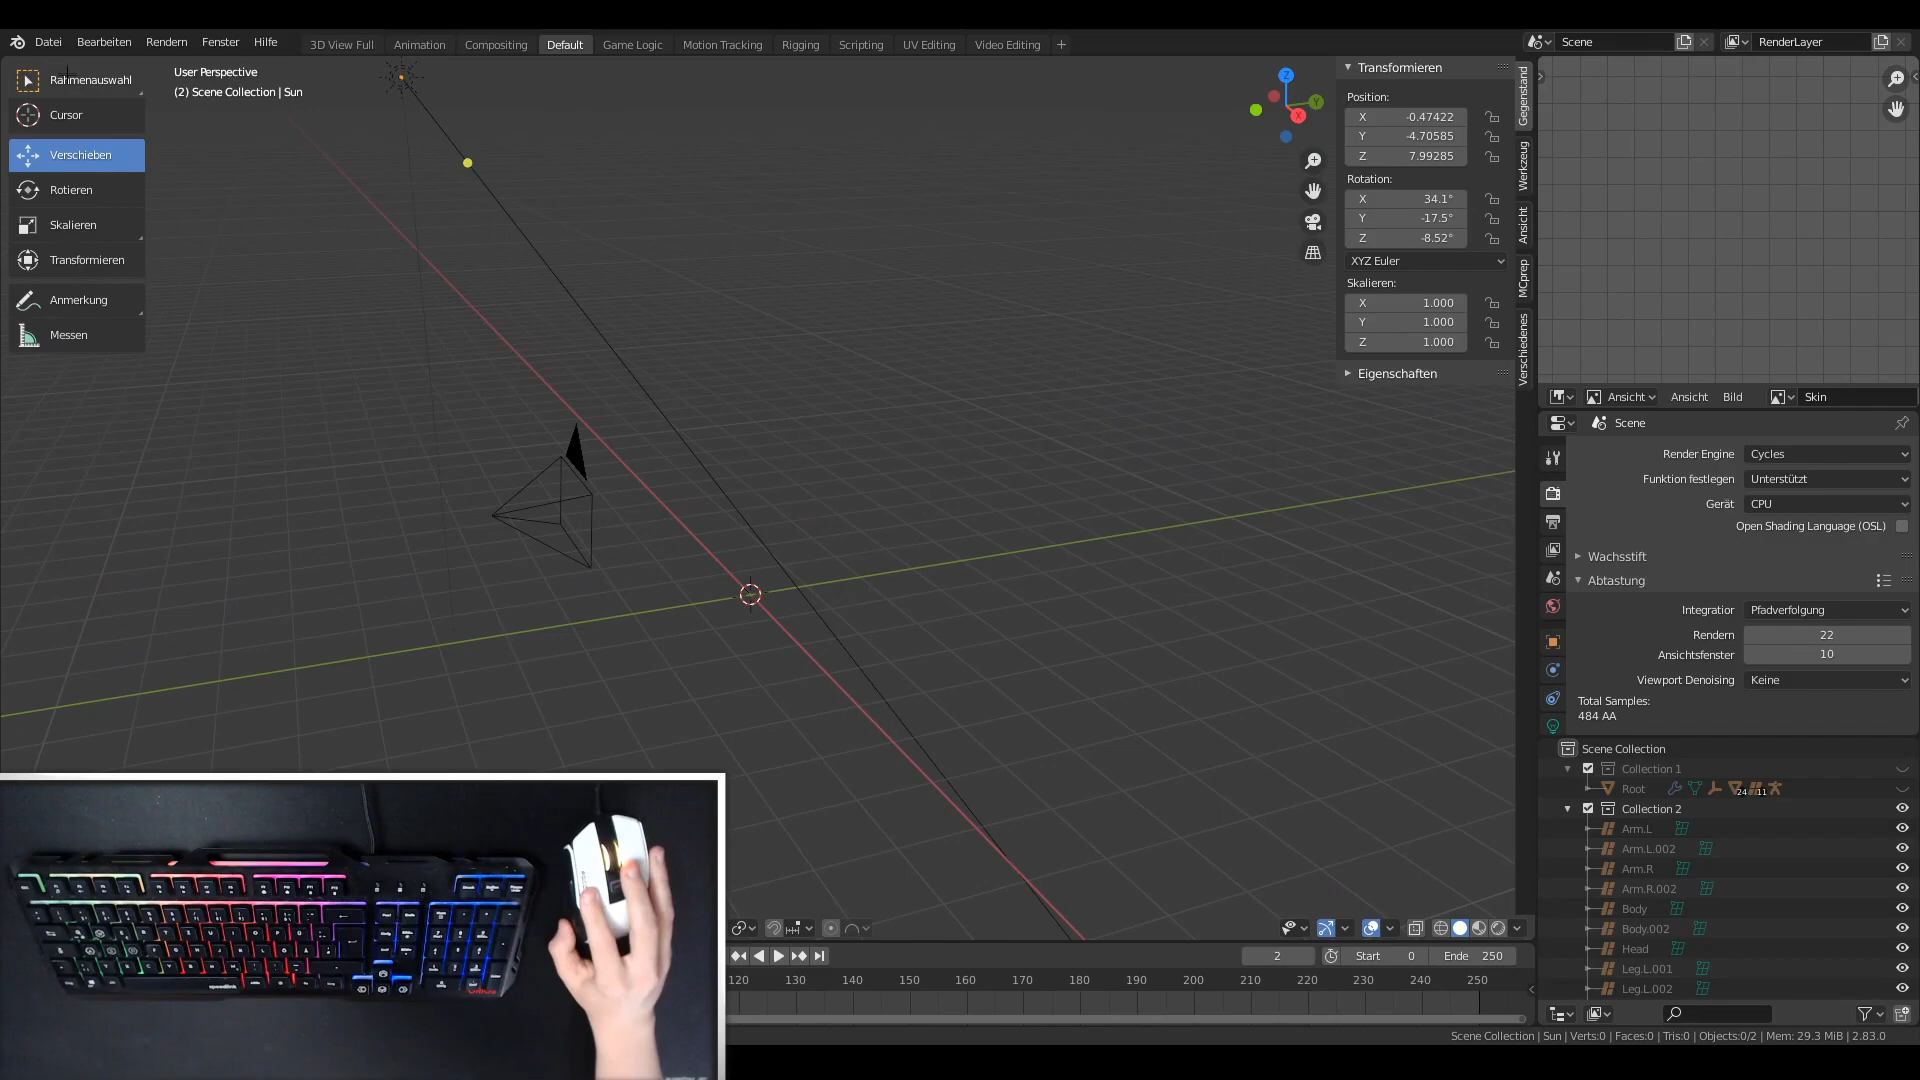 Datei Bearbeiten Rendern Fenster Hilfe 3D View Full Animation Compositing Default Game Logic Motion Tracking Rigging Scripting UV Editing Video Editing + Scene RenderLayer
Rahmenauswahl
Cursor
Verschieben
Rotieren
Skalieren
Transformieren
Anmerkung
Messen
User Perspective
(2) Scene Collection | Sun
Z
Y
X
Transformieren
Position:
X -0.47422
Y -4.70585
Z 7.99285
Rotation:
X 34.1°
Y -17.5°
Z -8.52°
XYZ Euler
Skalieren:
X 1.000
Y 1.000
Z 1.000
Eigenschaften
Gegenstand
Werkzeug
Ansicht
MCprep
Verschiedenes
Ansicht Ansicht Bild Skin
Scene
Render Engine Cycles
Funktion festlegen Unterstützt
Gerät CPU
Open Shading Language (OSL)
Wachsstift
Abtastung
Integratior Pfadverfolgung
Rendern 22
Ansichtsfenster 10
Viewport Denoising Keine
Total Samples:
484 AA
Scene Collection
Collection 1
Root 24 11
Collection 2
Arm.L
Arm.L.002
Arm.R
Arm.R.002
Body
Body.002
Head
Leg.L.001
Leg.L.002
2 Start 0 Ende 250
120 130 140 150 160 170 180 190 200 210 220 230 240 250
Scene Collection | Sun | Verts:0 | Faces:0 | Tris:0 | Objects:0/2 | Mem: 29.3 MiB | 2.83.0
speedlink